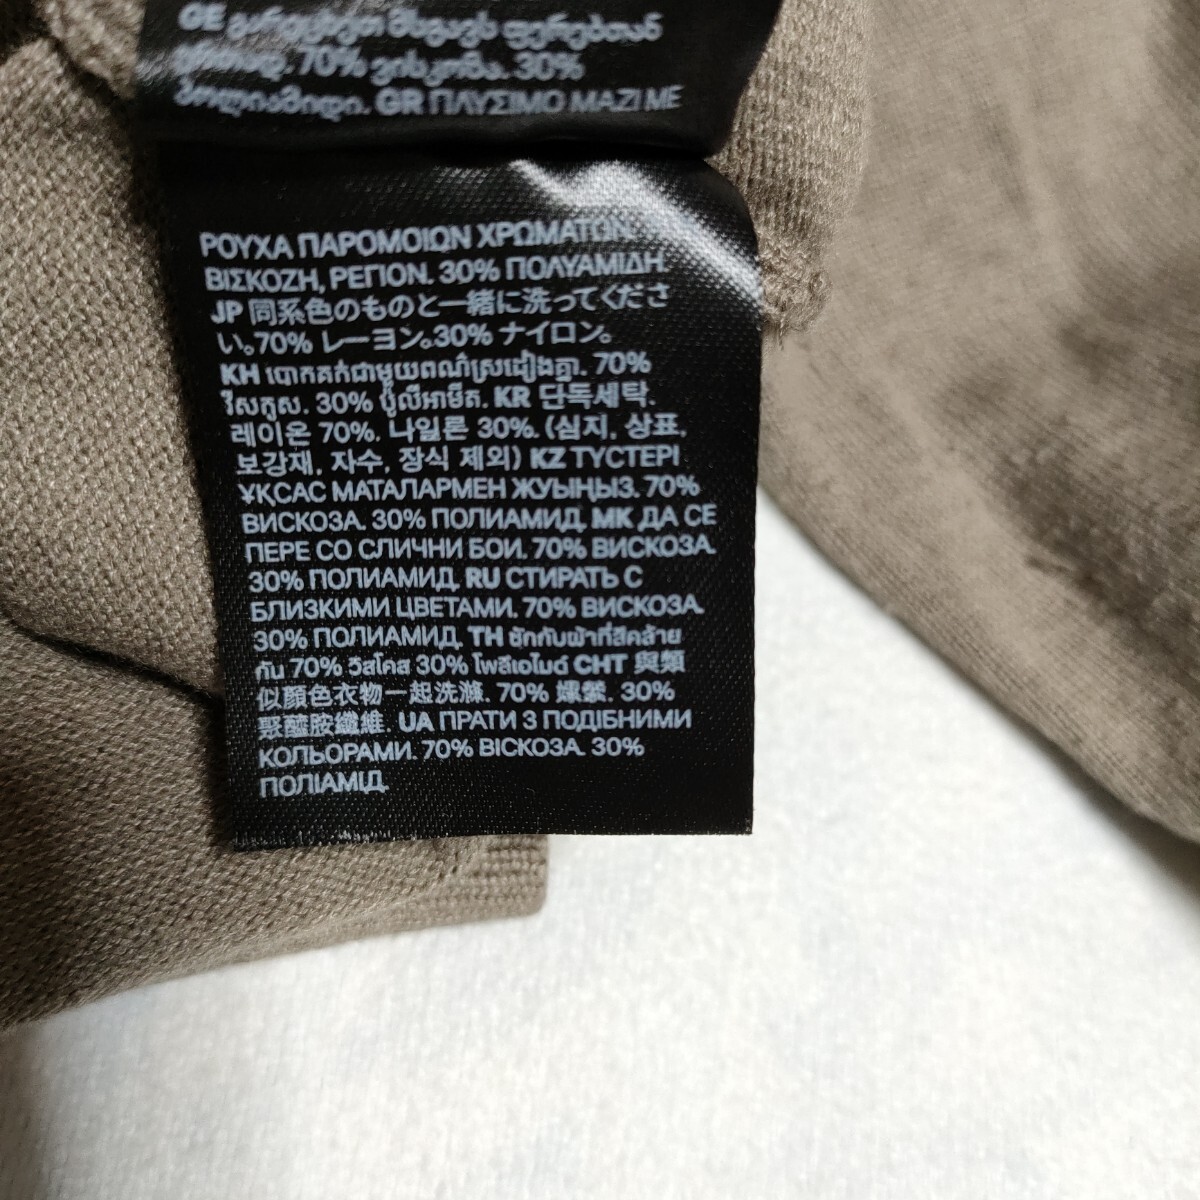 GE გარეცხეთ მსგავს ფერებთან
ერთად. 70% ვისკოზა. 30%
პოლიამიდი. GR ΠΛΥΣΙΜΟ ΜΑΖΙ ΜΕ
ΡΟΥΧΑ ΠΑΡΟΜΟΙΩΝ ΧΡΩΜΑΤΩΝ.
ΒΙΣΚΟΖΗ, ΡΕΓΙΟΝ. 30% ΠΟΛΥΑΜΙΔΗ.
JP 同系色のものと一緒に洗ってくださ
い。70% レーヨン。30% ナイロン。
KH បោកគក់ជាមួយពណ៌ស្រដៀងគ្នា. 70%
វីសកូស. 30% ប៉ូលីអាមីត. KR 단독세탁.
레이온 70%. 나일론 30%. (심지, 상표,
보강재, 자수, 장식 제외) KZ ТҮСТЕРІ
ҰҚСАС МАТАЛАРМЕН ЖУЫҢЫЗ. 70%
ВИСКОЗА. 30% ПОЛИАМИД. MK ДА СЕ
ПЕРЕ СО СЛИЧНИ БОИ. 70% ВИСКОЗА.
30% ПОЛИАМИД. RU СТИРАТЬ С
БЛИЗКИМИ ЦВЕТАМИ. 70% ВИСКОЗА.
30% ПОЛИАМИД. TH ซักกับผ้าที่สีคล้าย
กัน 70% วิสโคส 30% โพลีเอไมด์ CHT 與類
似顏色衣物一起洗滌. 70% 嫘縈. 30%
聚醯胺纖維. UA ПРАТИ З ПОДІБНИМИ
КОЛЬОРАМИ. 70% ВІСКОЗА. 30%
ПОЛІАМІД.